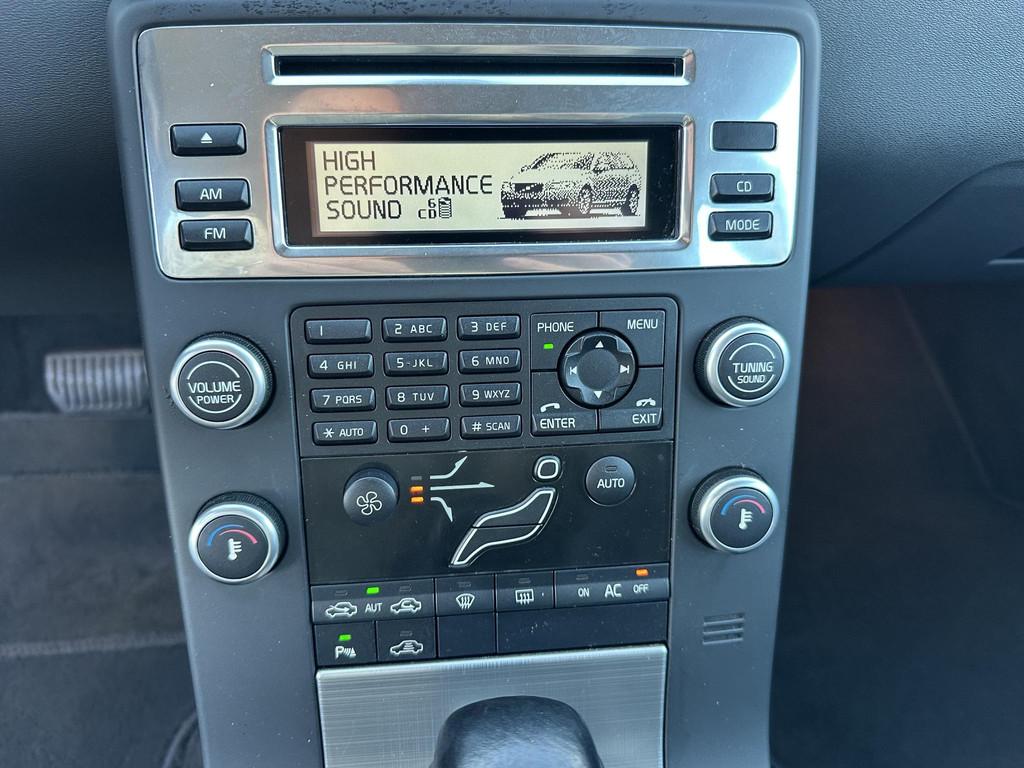 HIGH
PERFORMANCE
SOUND 6
CD
AM
FM
CD
MODE
1
2 ABC
3 DEF
4 GHI
5-JKL
6 MNO
7 PQRS
8 TUV
9 WXYZ
* AUTO
0 +
# SCAN
PHONE
MENU
ENTER
EXIT
VOLUME
POWER
TUNING
SOUND
AUTO
AUT
ON AC OFF
P